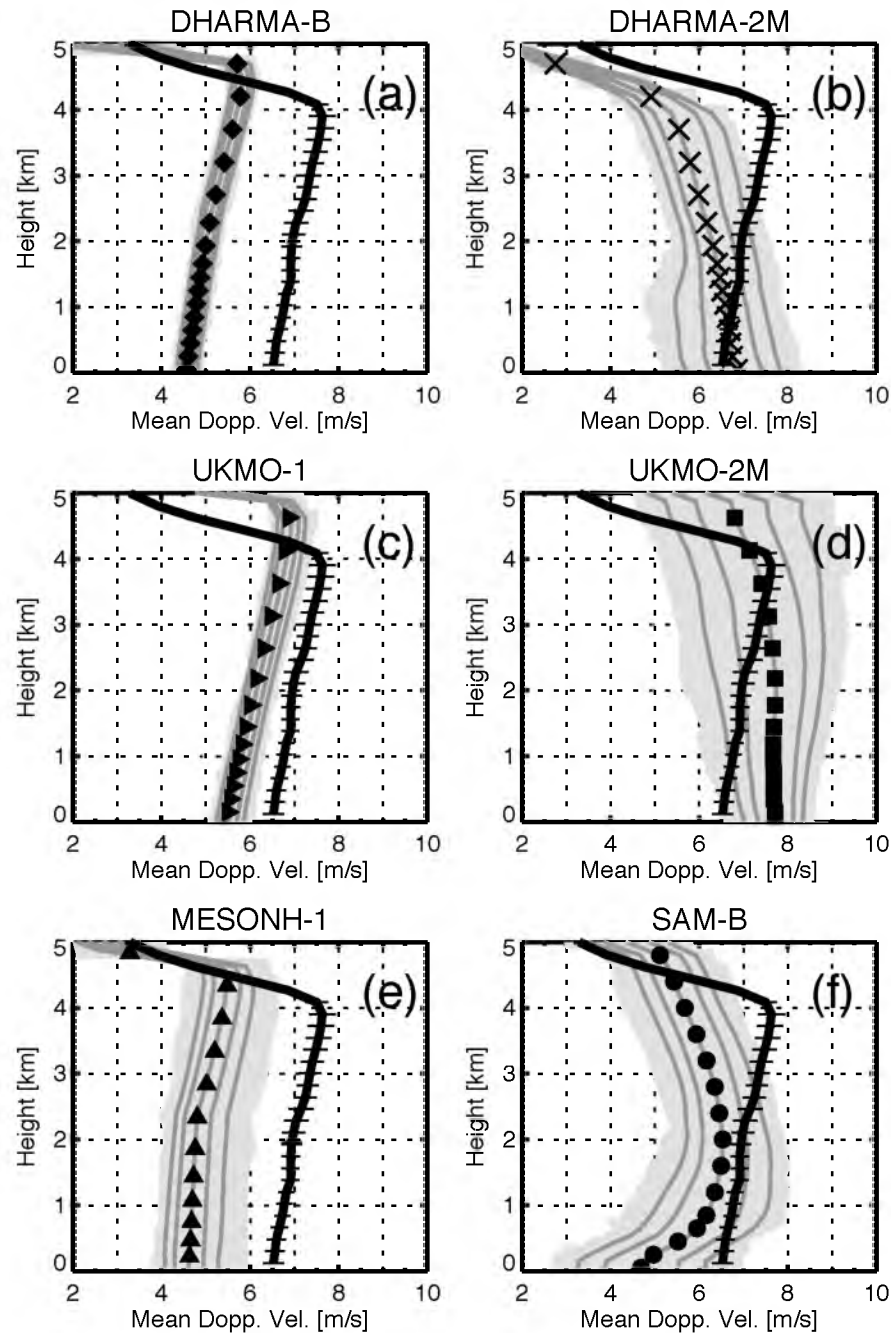 DHARMA-B
DHARMA-2M
(a)
(b)
Height [km]
5
4
3
2
1
0
2 4 6 8 10
Mean Dopp. Vel. [m/s]
Height [km]
5
4
3
2
1
0
2 4 6 8 10
Mean Dopp. Vel. [m/s]
UKMO-1
UKMO-2M
(c)
(d)
Height [km]
5
4
3
2
1
0
2 4 6 8 10
Mean Dopp. Vel. [m/s]
Height [km]
5
4
3
2
1
0
2 4 6 8 10
Mean Dopp. Vel. [m/s]
MESONH-1
SAM-B
(e)
(f)
Height [km]
5
4
3
2
1
0
2 4 6 8 10
Mean Dopp. Vel. [m/s]
Height [km]
5
4
3
2
1
0
2 4 6 8 10
Mean Dopp. Vel. [m/s]